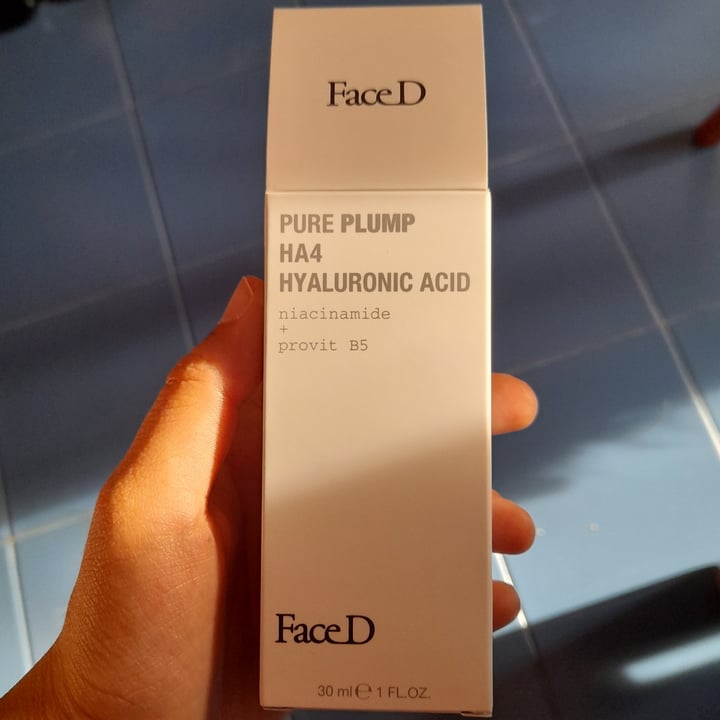 FaceD
PURE PLUMP
HA4
HYALURONIC ACID
niacinamide
+
provit B5
FaceD
30 ml ℮ 1 FL.OZ.